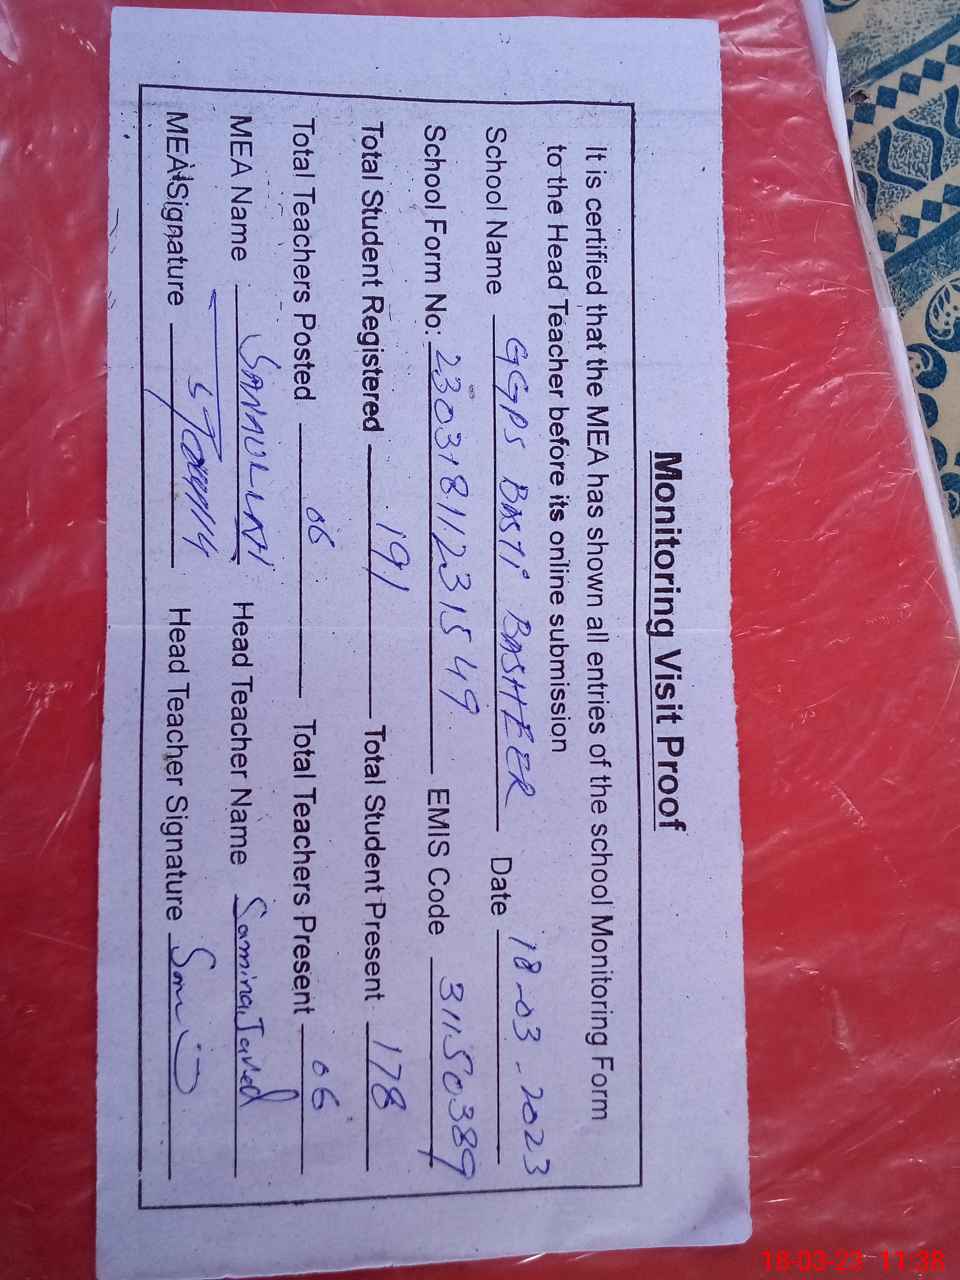 Monitoring Visit Proof
It is certified that the MEA has shown all entries of the school Monitoring Form
to the Head Teacher before its online submission
School Name GGPS BASTI BASHEER Date 18-03-2023
School Form No: 23031811231549 EMIS Code 31150389
Total Student Registered 191 Total Student Present 178
Total Teachers Posted 06 Total Teachers Present 06
MEA Name SANAULLAH Head Teacher Name Samina Javed
MEA Signature Head Teacher Signature
18-03-23 11:38